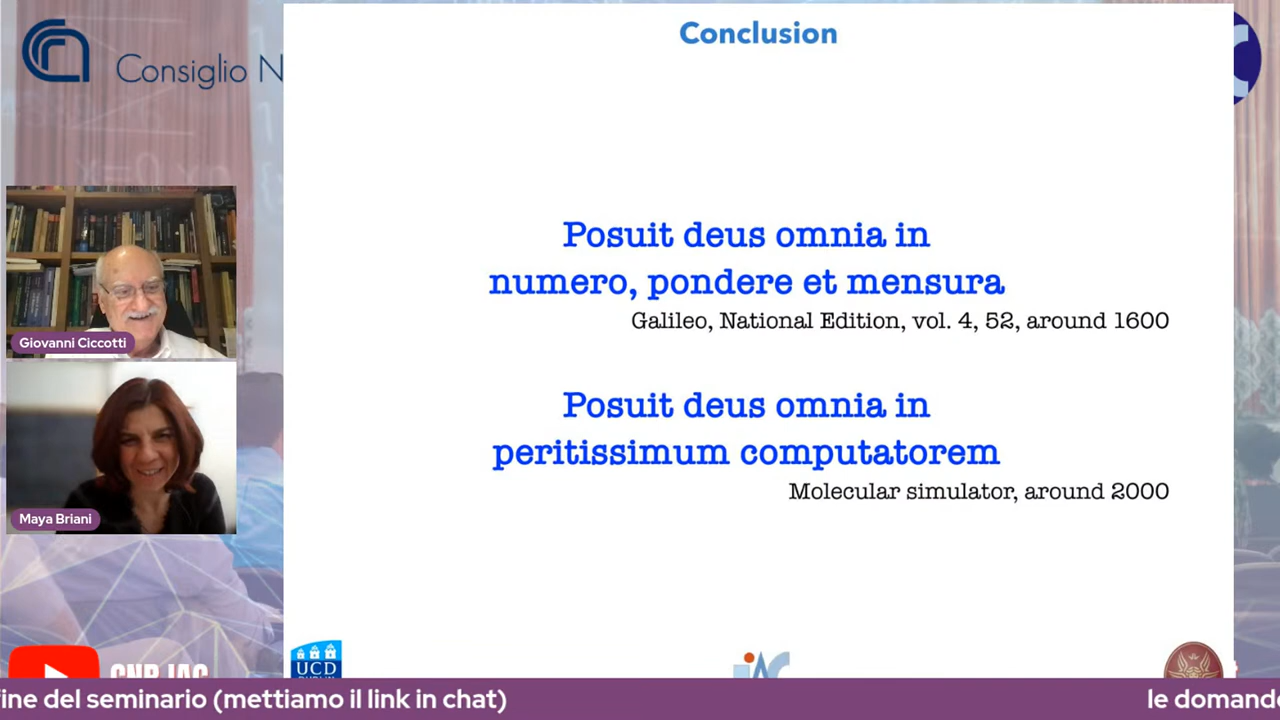 Consiglio N
Conclusion
Posuit deus omnia in
numero, pondere et mensura
Galileo, National Edition, vol. 4, 52, around 1600
Posuit deus omnia in
peritissimum computatorem
Molecular simulator, around 2000
Giovanni Ciccotti
Maya Briani
UCD
iAC
CNR IAC
fine del seminario (mettiamo il link in chat)
le domande